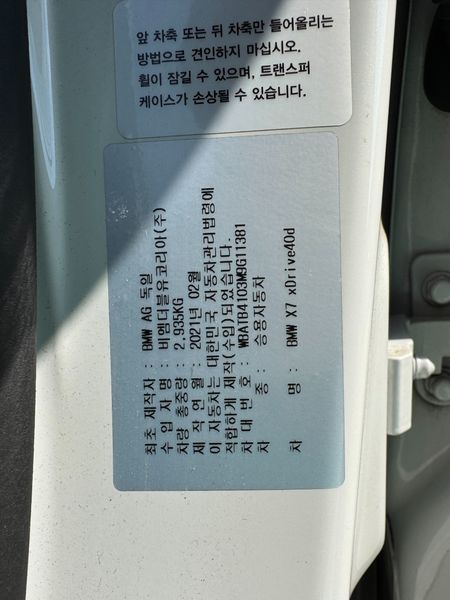 앞 차축 또는 뒤 차축만 들어올리는
방법으로 견인하지 마십시오.
휠이 잠길 수 있으며, 트랜스퍼
케이스가 손상될 수 있습니다.
최초 제작자 : BMW AG 독일
수 입 자 명 : 비엠더블유코리아(주)
차량 총중량 : 2,935KG
제 작 연 월 : 2021년 02월
이 자동차는 대한민국 자동차관리법령에
적합하게 제작(수입)되었습니다.
차 대 번 호 : WBATB4103M9G11381
차 종 : 승용자동차
차 명 : BMW X7 xDrive40d